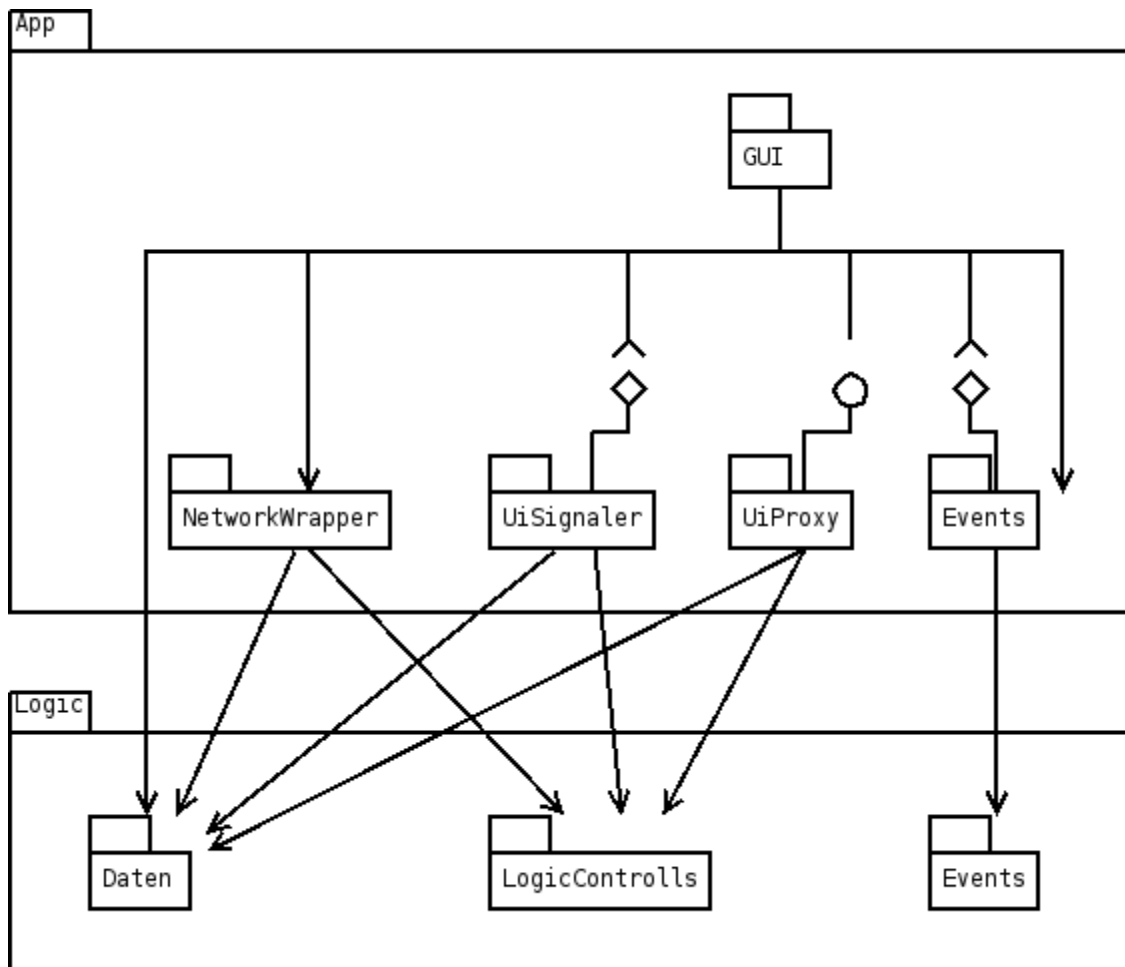 App
GUI
NetworkWrapper
UiSignaler
UiProxy
Events
Logic
Daten
LogicControlls
Events